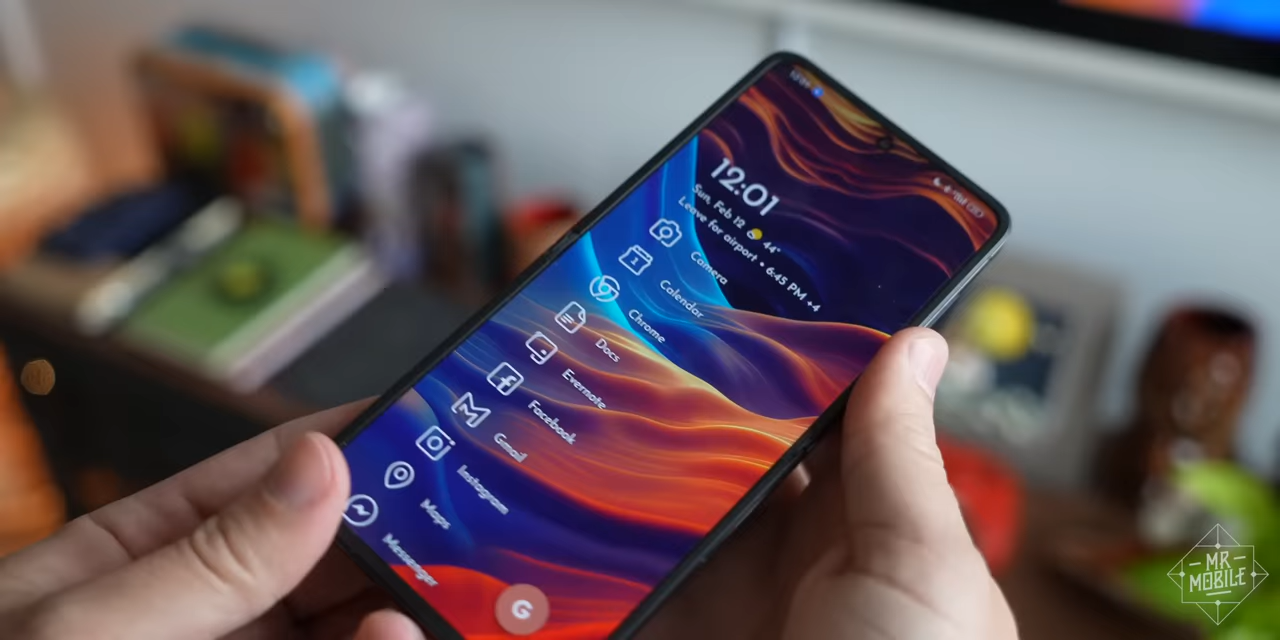 12:01
Sun, Feb 12 44°
Leave for airport • 6:45 PM +4
Camera
Calendar
Chrome
Docs
Evernote
Facebook
Gmail
Instagram
Maps
Messenger
G
MR
MOBILE